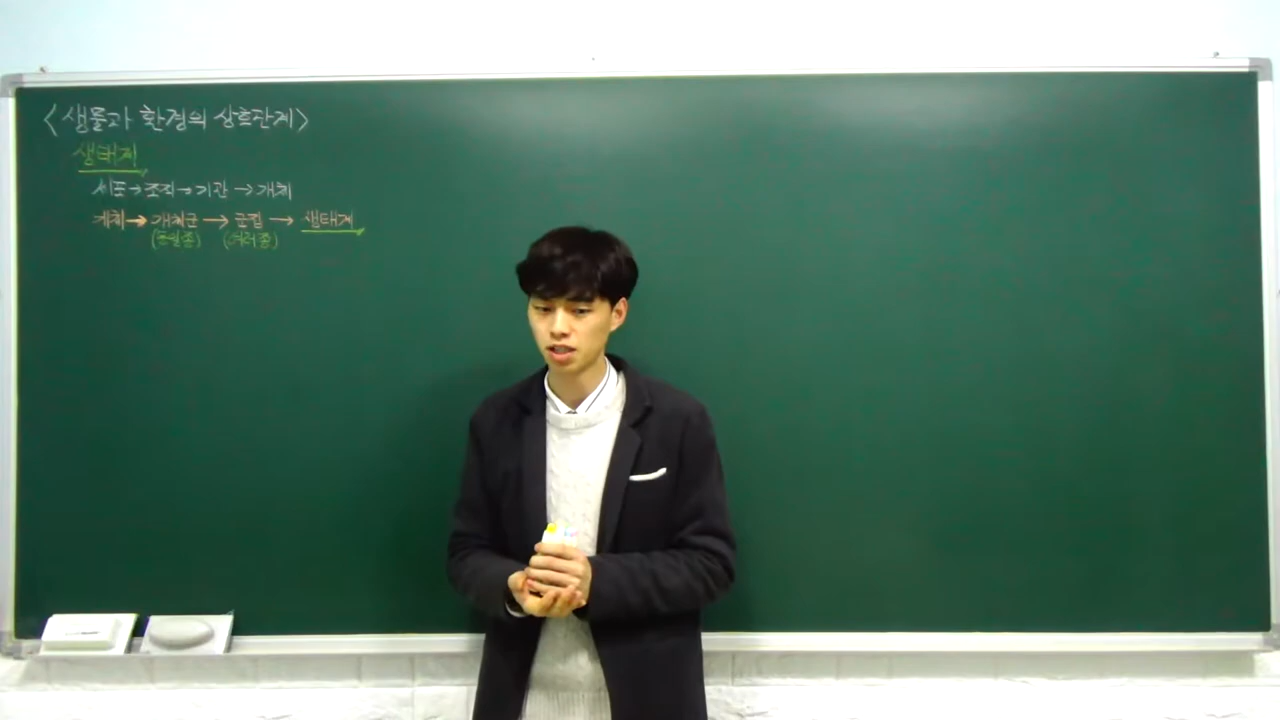 <생물과 환경의 상호관계>
생태계
세포→조직→기관→개체
개체→개체군→군집→생태계
(동일종) (여러종)